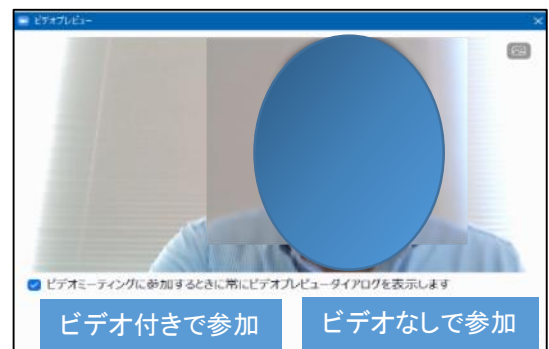 ビデオプレビュー
ビデオミーティングに参加するときに常にビデオプレビューダイアログを表示します
ビデオ付きで参加
ビデオなしで参加